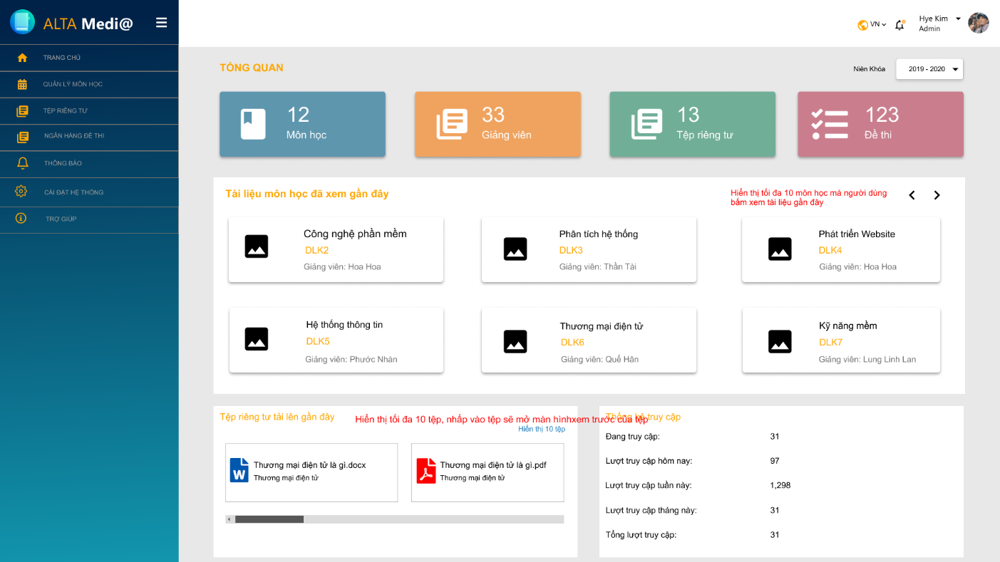 ALTA Medi@
VN
Hye Kim
Admin
TRANG CHỦ
QUẢN LÝ MÔN HỌC
TỆP RIÊNG TƯ
NGÂN HÀNG ĐỀ THI
THÔNG BÁO
CÀI ĐẶT HỆ THỐNG
TRỢ GIÚP
TỔNG QUAN
Niên Khóa
2019 - 2020
12
Môn học
33
Giảng viên
13
Tệp riêng tư
123
Đề thi
Tài liệu môn học đã xem gần đây
Hiển thị tối đa 10 môn học mà người dùng
bấm xem tài liệu gần đây
Công nghệ phần mềm
DLK2
Giảng viên: Hoa Hoa
Phân tích hệ thống
DLK3
Giảng viên: Thần Tài
Phát triển Website
DLK4
Giảng viên: Hoa Hoa
Hệ thống thông tin
DLK5
Giảng viên: Phước Nhàn
Thương mại điện tử
DLK6
Giảng viên: Quế Hân
Kỹ năng mềm
DLK7
Giảng viên: Lung Linh Lan
Tệp riêng tư tải lên gần đây
Hiển thị tối đa 10 tệp, nhấp vào tệp sẽ mở màn hìnhxem trước của tệp
Hiển thị 10 tệp
W
Thương mại điện tử là gì.docx
Thương mại điện tử
Thương mại điện tử là gì.pdf
Thương mại điện tử
Thống kê truy cập
Đang truy cập: 31
Lượt truy cập hôm nay: 97
Lượt truy cập tuần này: 1,298
Lượt truy cập tháng này: 31
Tổng lượt truy cập: 31